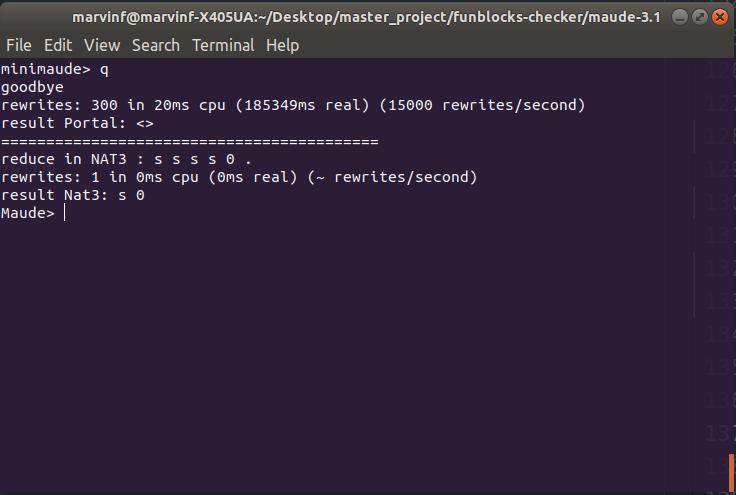 marvinf@marvinf-X405UA:~/Desktop/master_project/funblocks-checker/maude-3.1
File Edit View Search Terminal Help
minimaude> q
goodbye
rewrites: 300 in 20ms cpu (185349ms real) (15000 rewrites/second)
result Portal: <>
==========================================
reduce in NAT3 : s s s s 0 .
rewrites: 1 in 0ms cpu (0ms real) (~ rewrites/second)
result Nat3: s 0
Maude>